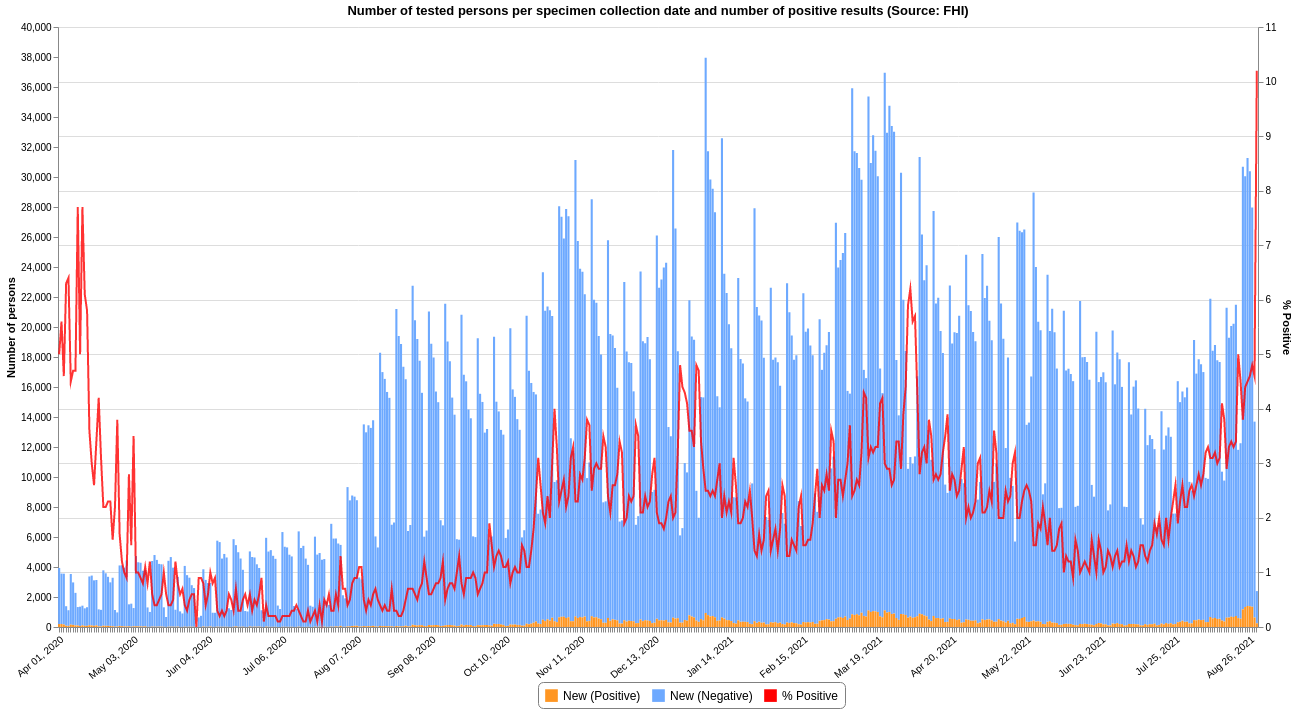 Number of tested persons per specimen collection date and number of positive results (Source: FHI)
40,000
38,000
36,000
34,000
32,000
30,000
28,000
26,000
24,000
22,000
20,000
18,000
16,000
14,000
12,000
10,000
8,000
6,000
4,000
2,000
0
Number of persons
11
10
9
8
7
6
5
4
3
2
1
0
% Positive
Apr 01, 2020
May 03, 2020
Jun 04, 2020
Jul 06, 2020
Aug 07, 2020
Sep 08, 2020
Oct 10, 2020
Nov 11, 2020
Dec 13, 2020
Jan 14, 2021
Feb 15, 2021
Mar 19, 2021
Apr 20, 2021
May 22, 2021
Jun 23, 2021
Jul 25, 2021
Aug 26, 2021
New (Positive) New (Negative) % Positive